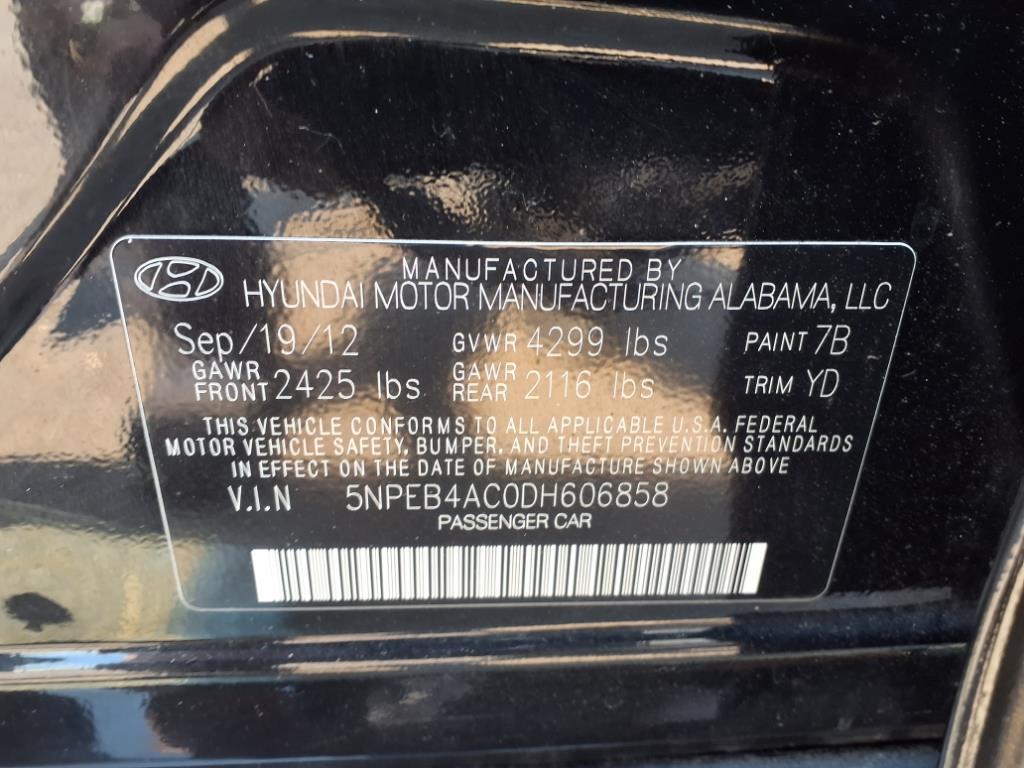 MANUFACTURED BY
HYUNDAI MOTOR MANUFACTURING ALABAMA, LLC
Sep/19/12 GVWR 4299 lbs PAINT 7B
GAWR FRONT 2425 lbs GAWR REAR 2116 lbs TRIM YD
THIS VEHICLE CONFORMS TO ALL APPLICABLE U.S.A. FEDERAL
MOTOR VEHICLE SAFETY, BUMPER, AND THEFT PREVENTION STANDARDS
IN EFFECT ON THE DATE OF MANUFACTURE SHOWN ABOVE
V.I.N 5NPEB4AC0DH606858
PASSENGER CAR